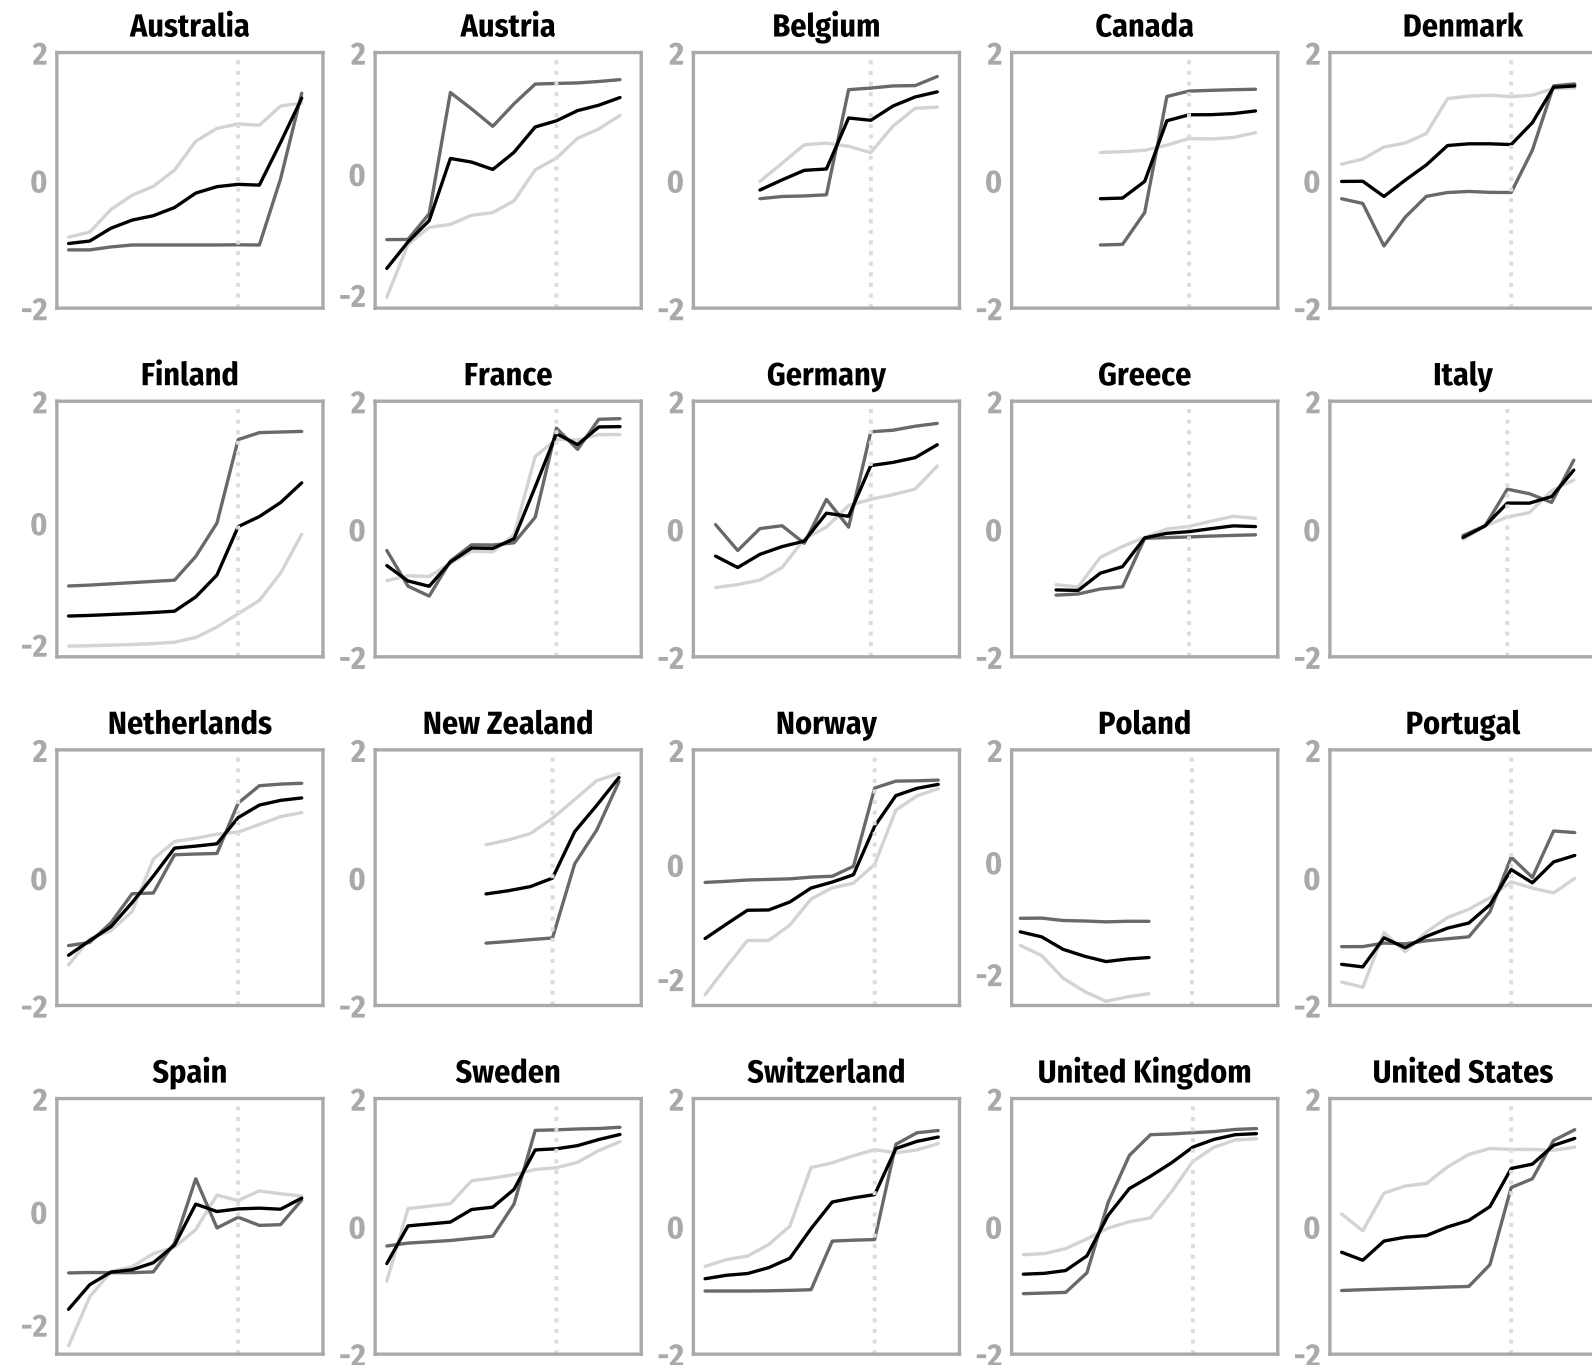 Australia Austria Belgium Canada Denmark
2 2 2 2 2
0 0 0 0 0
-2 -2 -2 -2 -2
Finland France Germany Greece Italy
2 2 2 2 2
0 0 0 0 0
-2 -2 -2 -2 -2
Netherlands New Zealand Norway Poland Portugal
2 2 2 2 2
0 0 0 0 0
-2 -2 -2 -2 -2
Spain Sweden Switzerland United Kingdom United States
2 2 2 2 2
0 0 0 0 0
-2 -2 -2 -2 -2